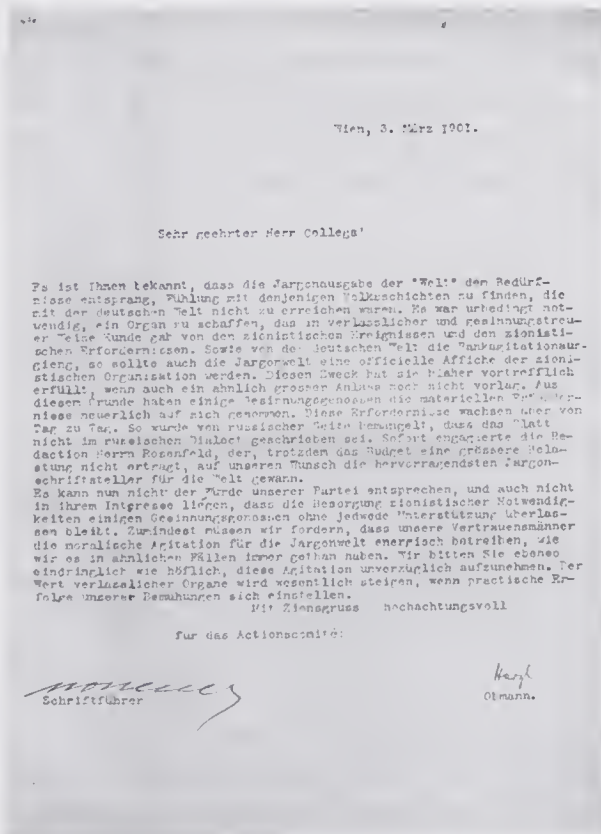 Wien, 3. März 1901.
Sehr geehrter Herr Collega!
Es ist Ihnen bekannt, dass die Jargonausgabe der "Welt" dem Bedürf-
nisse entsprang, Fühlung mit denjenigen Volksschichten zu finden, die
mit der deutschen Welt nicht zu erreichen waren. Es war unbedingt not-
wendig, ein Organ zu schaffen, das in verlässlicher und gesinnungstreu-
er Weise Kunde gab von den zionistischen Ereignissen und den zionisti-
schen Erfordernissen. Sowie von der deutschen Welt die Bankagitation aus-
gieng, so sollte auch die Jargonwelt eine officielle Affiche der zioni-
stischen Organisation werden. Diesen Zweck hat sie bisher vortrefflich
erfüllt, wenn auch ein ähnlich grosser Anlass noch nicht vorlag. Aus
diesem Grunde haben einige Gesinnungsgenossen die materiellen Erforder-
nisse neuerlich auf sich genommen. Diese Erfordernisse wachsen aber von
Tag zu Tag. So wurde von russischer Seite bemängelt, dass das Blatt
nicht im russischen Dialect geschrieben sei. Sofort engagierte die Re-
daction Herrn Rosenfeld, der, trotzdem das Budget eine grössere Bela-
stung nicht erträgt, auf unseren Wunsch die hervorragendsten Jargon-
schriftsteller für die Welt gewann.
Es kann nun nicht der Würde unserer Partei entsprechen, und auch nicht
in ihrem Interesse liegen, dass die Besorgung zionistischer Notwendig-
keiten einigen Gesinnungsgenossen ohne jedwede Unterstützung überlas-
sen bleibt. Zumindest müssen wir fordern, dass unsere Vertrauensmänner
die moralische Agitation für die Jargonwelt energisch betreiben, wie
wir es in ähnlichen Fällen immer gethan haben. Wir bitten Sie ebenso
eindringlich wie höflich, diese Agitation unverzüglich aufzunehmen. Der
Wert verlässlicher Organe wird wesentlich steigen, wenn practische Er-
folge unserer Bemühungen sich einstellen.
Mit Zionsgruss hochachtungsvoll
für das Actionscomité:
Herzl
Schriftführer
Obmann.